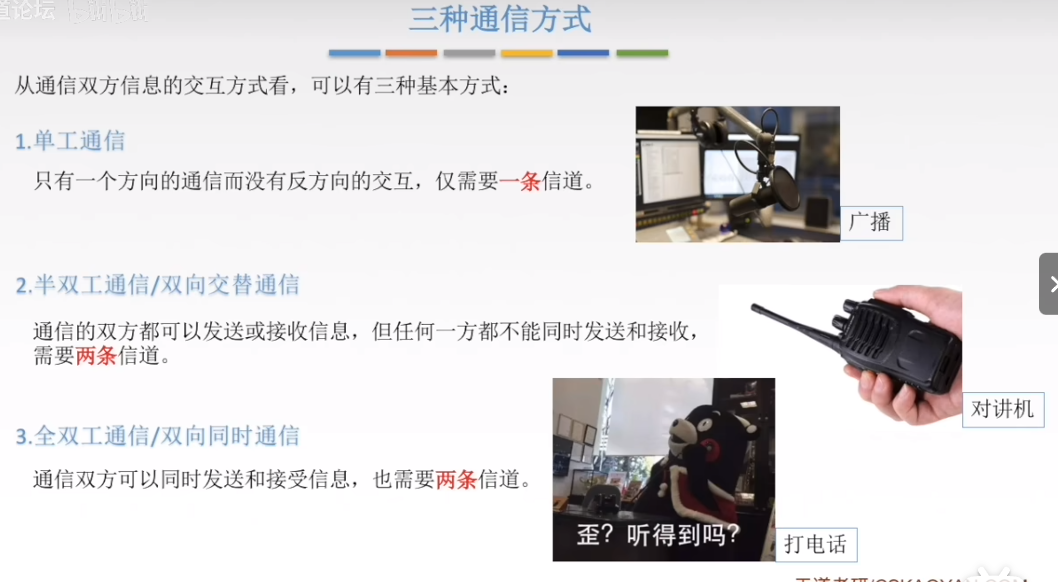 道论坛
三种通信方式
从通信双方信息的交互方式看，可以有三种基本方式：
1.单工通信
只有一个方向的通信而没有反方向的交互，仅需要一条信道。
广播
2.半双工通信/双向交替通信
通信的双方都可以发送或接收信息，但任何一方都不能同时发送和接收，
需要两条信道。
对讲机
3.全双工通信/双向同时通信
通信双方可以同时发送和接受信息，也需要两条信道。
歪？听得到吗？
打电话